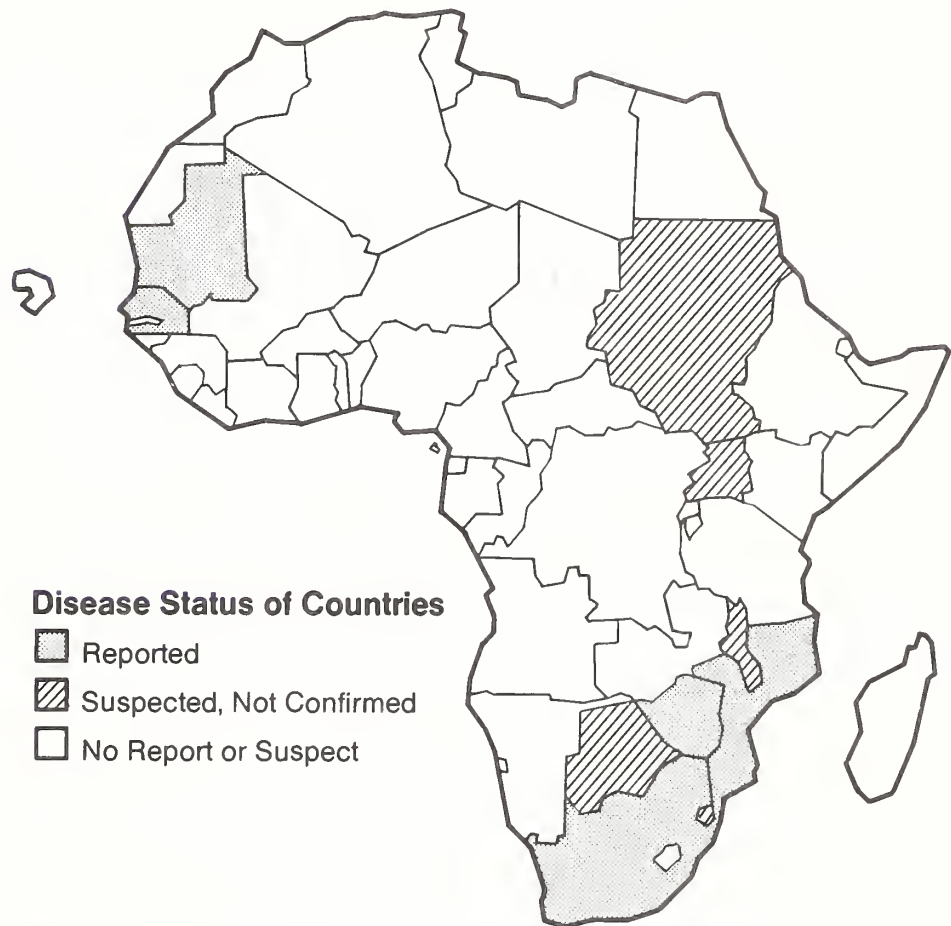 Disease Status of Countries
Reported
Suspected, Not Confirmed
No Report or Suspect